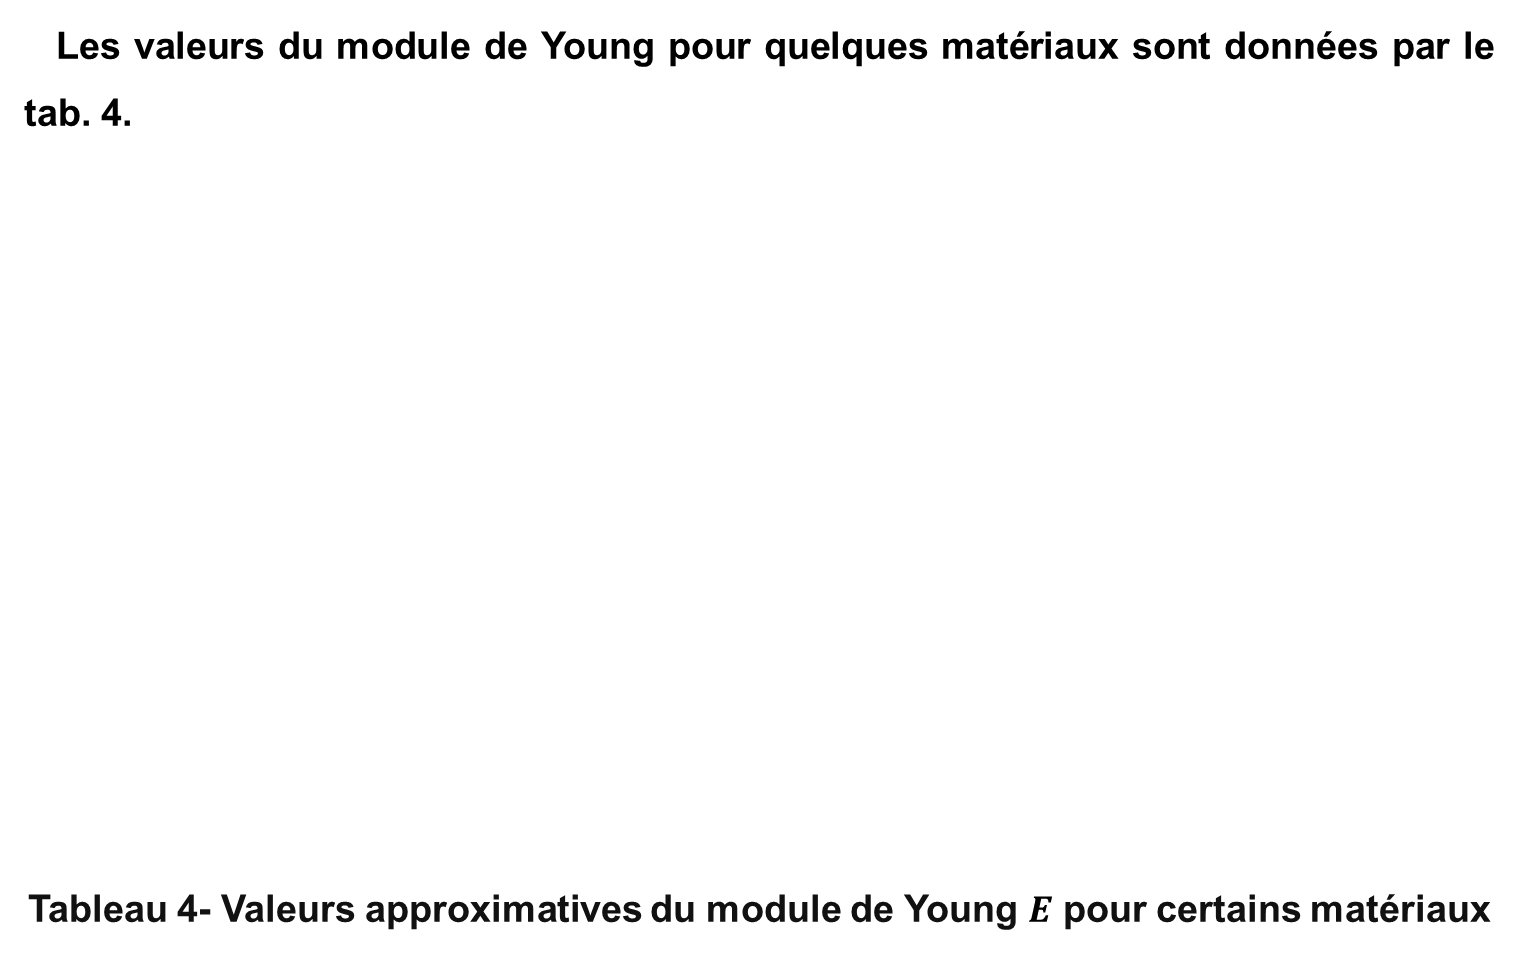 Les valeurs du module de Young pour quelques matériaux sont données par le
tab. 4.
Tableau 4- Valeurs approximatives du module de Young E pour certains matériaux